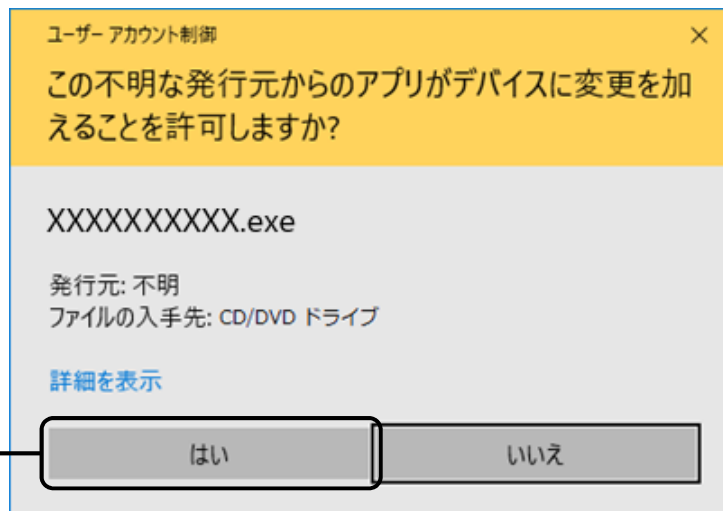 ユーザー アカウント制御
この不明な発行元からのアプリがデバイスに変更を加
えることを許可しますか?
XXXXXXXXXX.exe
発行元: 不明
ファイルの入手先: CD/DVD ドライブ
詳細を表示
はい
いいえ